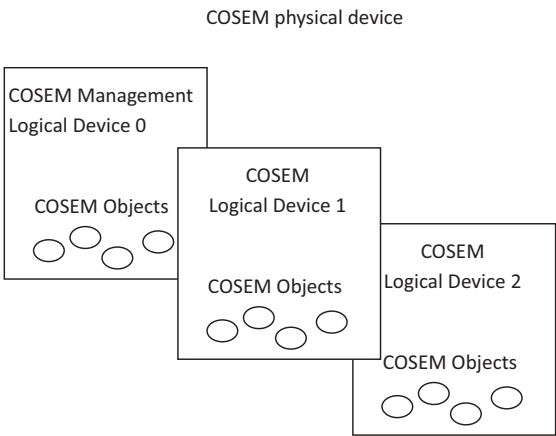 COSEM physical device
COSEM Management
Logical Device 0
COSEM Objects
COSEM
Logical Device 1
COSEM Objects
COSEM
Logical Device 2
COSEM Objects